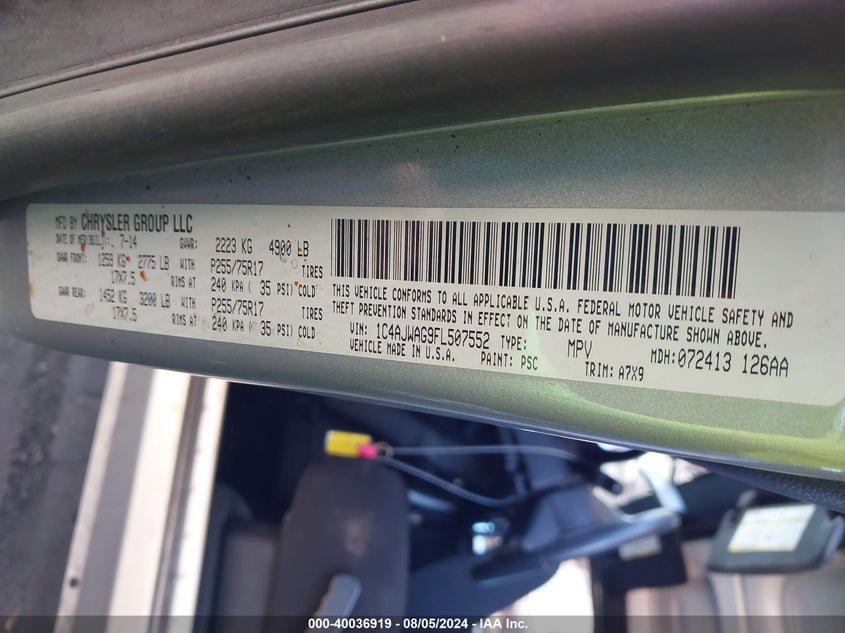 MFD BY CHRYSLER GROUP LLC
DATE OF MFR(BUILT): 7-14 GVWR: 2223 KG 4900 LB
GAWR FRONT: 1259 KG 2775 LB WITH P255/75R17 TIRES
17X7.5 RIMS AT 240 KPA ( 35 PSI) COLD
GAWR REAR: 1452 KG 3200 LB WITH P255/75R17 TIRES
17X7.5 RIMS AT 240 KPA ( 35 PSI) COLD
THIS VEHICLE CONFORMS TO ALL APPLICABLE U.S.A. FEDERAL MOTOR VEHICLE SAFETY AND
THEFT PREVENTION STANDARDS IN EFFECT ON THE DATE OF MANUFACTURE SHOWN ABOVE.
VIN: 1C4AJWAG9FL507552 TYPE: MPV MDH: 072413 126AA
VEHICLE MADE IN U.S.A. PAINT: PSC TRIM: A7X9
000-40036919 - 08/05/2024 - IAA Inc.